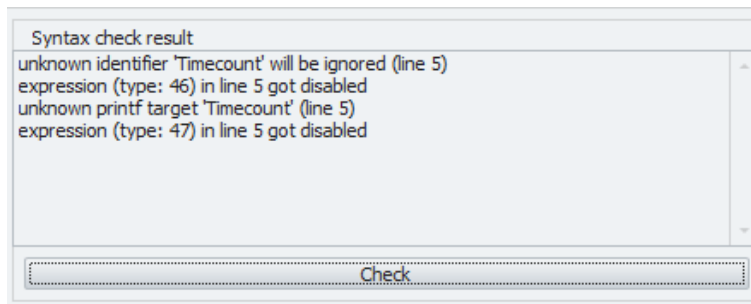 Syntax check result
unknown identifier 'Timecount' will be ignored (line 5)
expression (type: 46) in line 5 got disabled
unknown printf target 'Timecount' (line 5)
expression (type: 47) in line 5 got disabled
Check